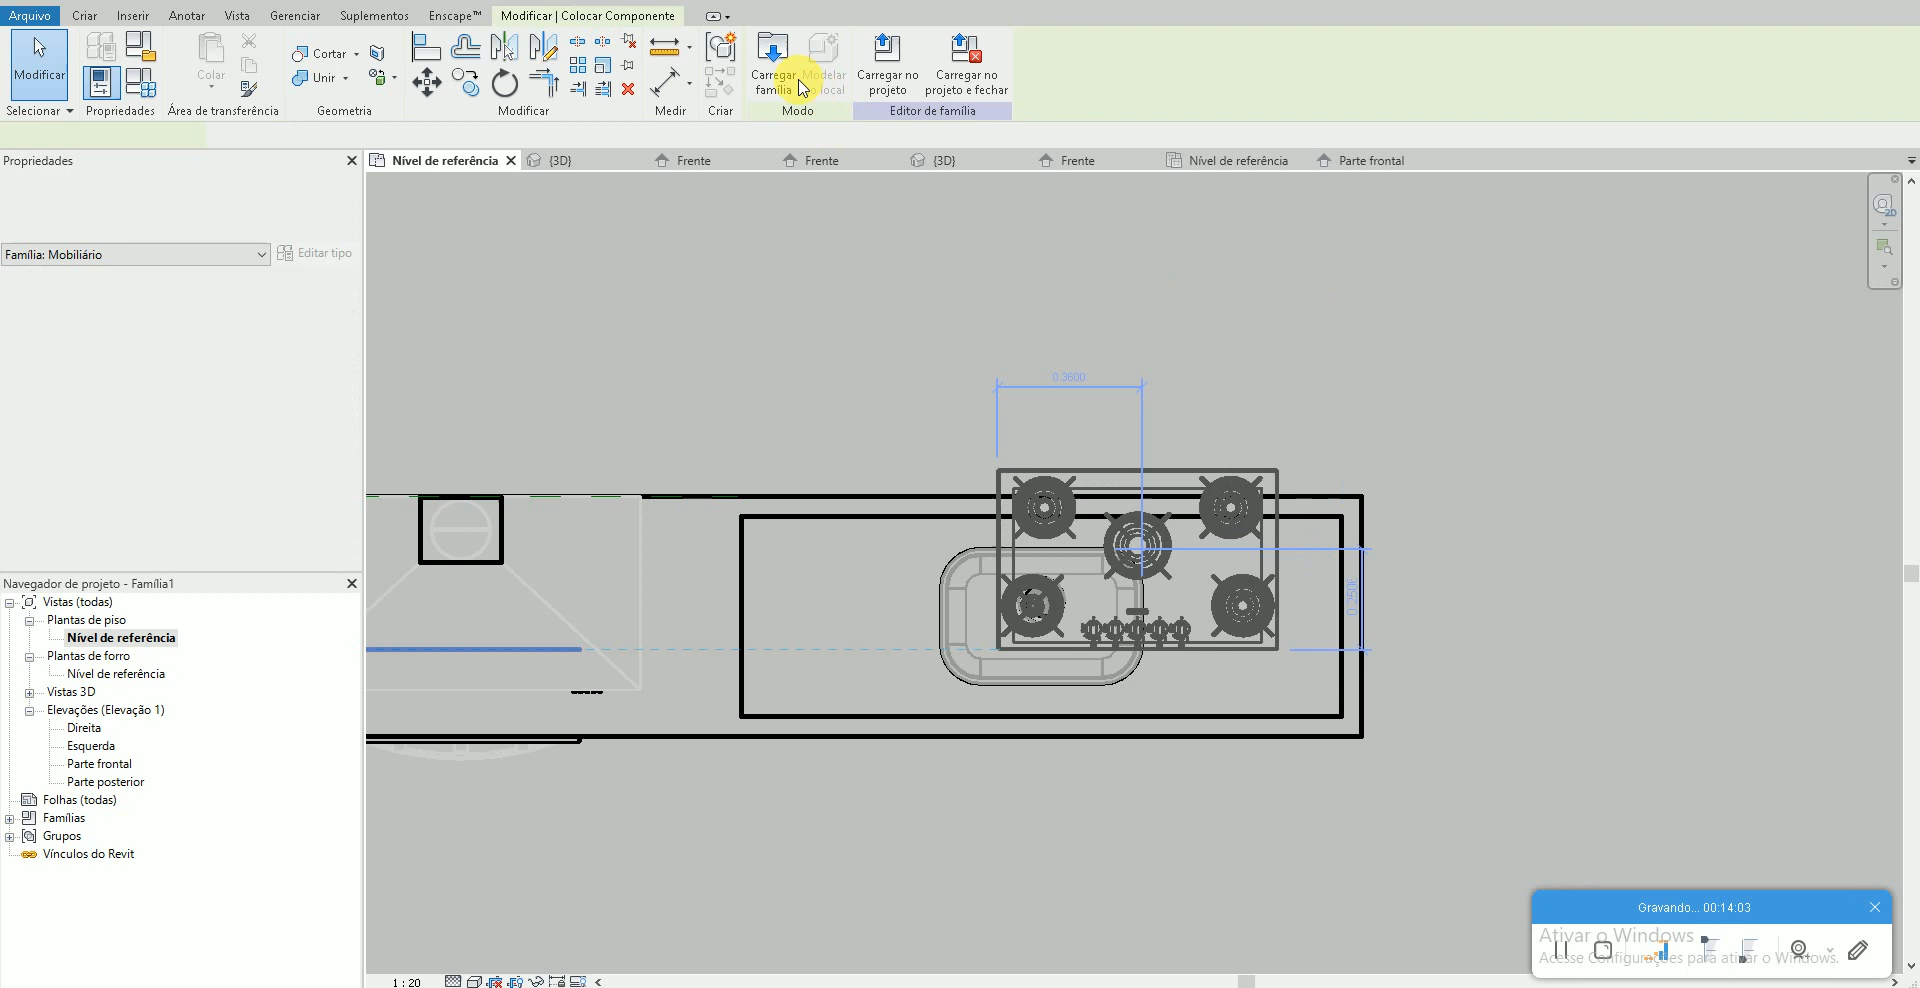 Arquivo Criar Inserir Anotar Vista Gerenciar Suplementos Enscape™ Modificar | Colocar Componente
Modificar
Colar
Cortar
Unir
Carregar família
Modelar no local
Carregar no projeto
Carregar no projeto e fechar
Selecionar Propriedades Área de transferência Geometria Modificar Medir Criar Modo Editor de família
Propriedades
Nível de referência {3D} Frente Frente {3D} Frente Nível de referência Parte frontal
Família: Mobiliário
Editar tipo
2D
0.3600
0.2503
Navegador de projeto - Família1
Vistas (todas)
Plantas de piso
Nível de referência
Plantas de forro
Nível de referência
Vistas 3D
Elevações (Elevação 1)
Direita
Esquerda
Parte frontal
Parte posterior
Folhas (todas)
Famílias
Grupos
Vínculos do Revit
Gravando... 00:14:03
Ativar o Windows
Acesse Configurações para ativar o Windows.
1 : 20